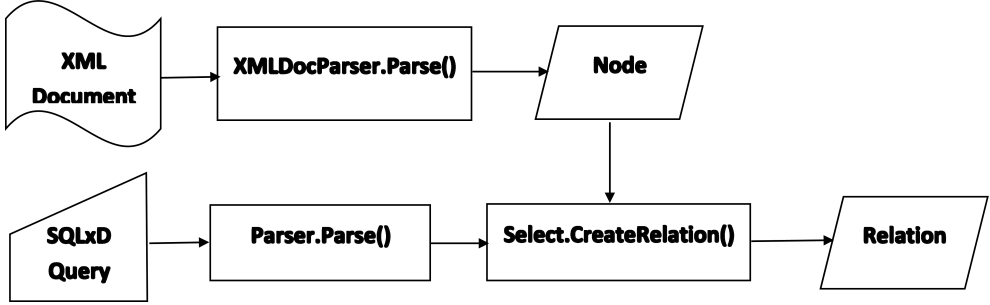 XML
Document
XMLDocParser.Parse()
Node
SQLxD
Query
Parser.Parse()
Select.CreateRelation()
Relation